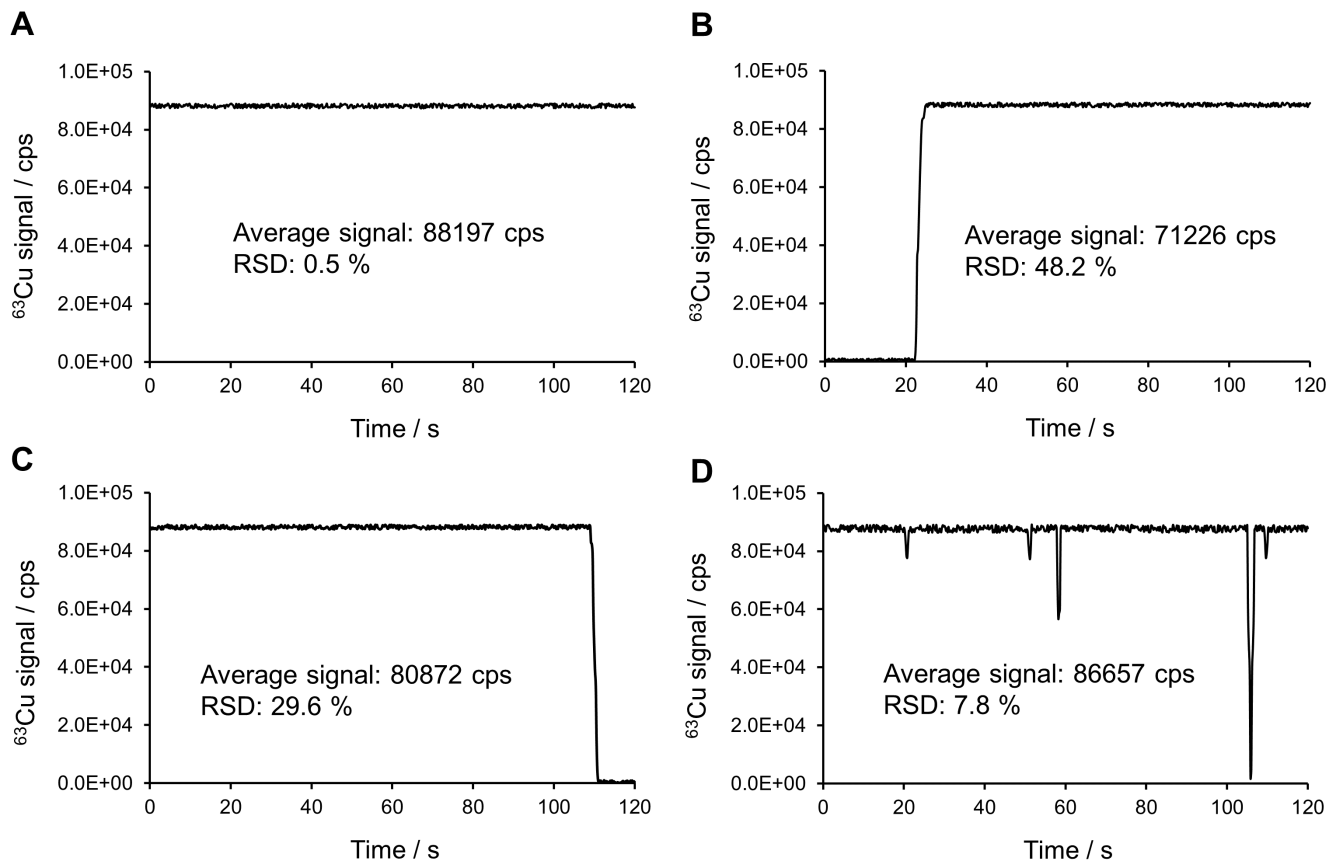 A
⁶³Cu signal / cps
1.0E+05
8.0E+04
6.0E+04
4.0E+04
2.0E+04
0.0E+00
Average signal: 88197 cps
RSD: 0.5 %
0 20 40 60 80 100 120
Time / s
B
⁶³Cu signal / cps
1.0E+05
8.0E+04
6.0E+04
4.0E+04
2.0E+04
0.0E+00
Average signal: 71226 cps
RSD: 48.2 %
0 20 40 60 80 100 120
Time / s
C
⁶³Cu signal / cps
1.0E+05
8.0E+04
6.0E+04
4.0E+04
2.0E+04
0.0E+00
Average signal: 80872 cps
RSD: 29.6 %
0 20 40 60 80 100 120
Time / s
D
⁶³Cu signal / cps
1.0E+05
8.0E+04
6.0E+04
4.0E+04
2.0E+04
0.0E+00
Average signal: 86657 cps
RSD: 7.8 %
0 20 40 60 80 100 120
Time / s